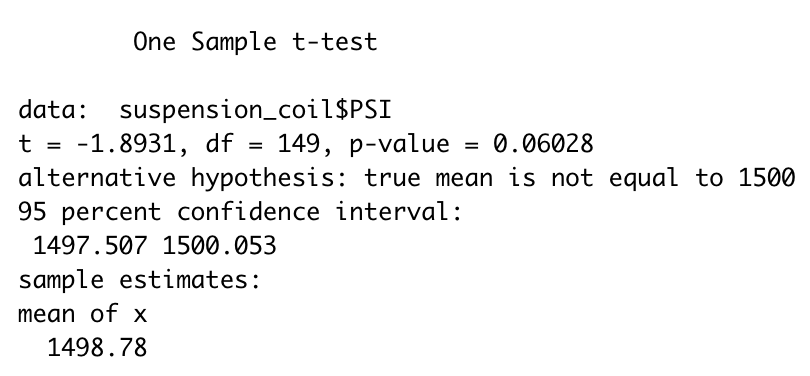 One Sample t-test
data:  suspension_coil$PSI
t = -1.8931, df = 149, p-value = 0.06028
alternative hypothesis: true mean is not equal to 1500
95 percent confidence interval:
 1497.507 1500.053
sample estimates:
mean of x
  1498.78